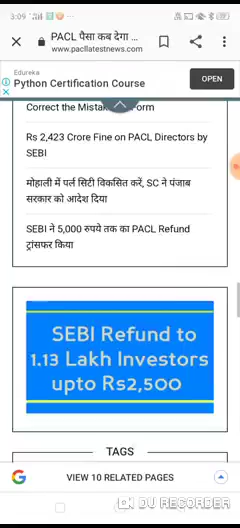 3:09
PACL पैसा कब देगा ...
www.pacllatestnews.com
Edureka
Python Certification Course
OPEN
Correct the Mistak Form
Rs 2,423 Crore Fine on PACL Directors by
SEBI
मोहाली में पर्ल सिटी विकसित करें, SC ने पंजाब
सरकार को आदेश दिया
SEBI ने 5,000 रुपये तक का PACL Refund
ट्रांसफर किया
SEBI Refund to
1.13 Lakh Investors
upto Rs2,500
TAGS
G VIEW 10 RELATED PAGES
DU RECORDER